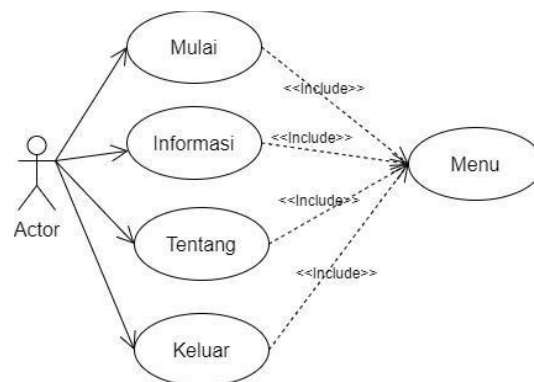 Mulai
<<Include>>
Informasi
<<Include>>
Menu
Actor
<<Include>>
Tentang
<<Include>>
Keluar